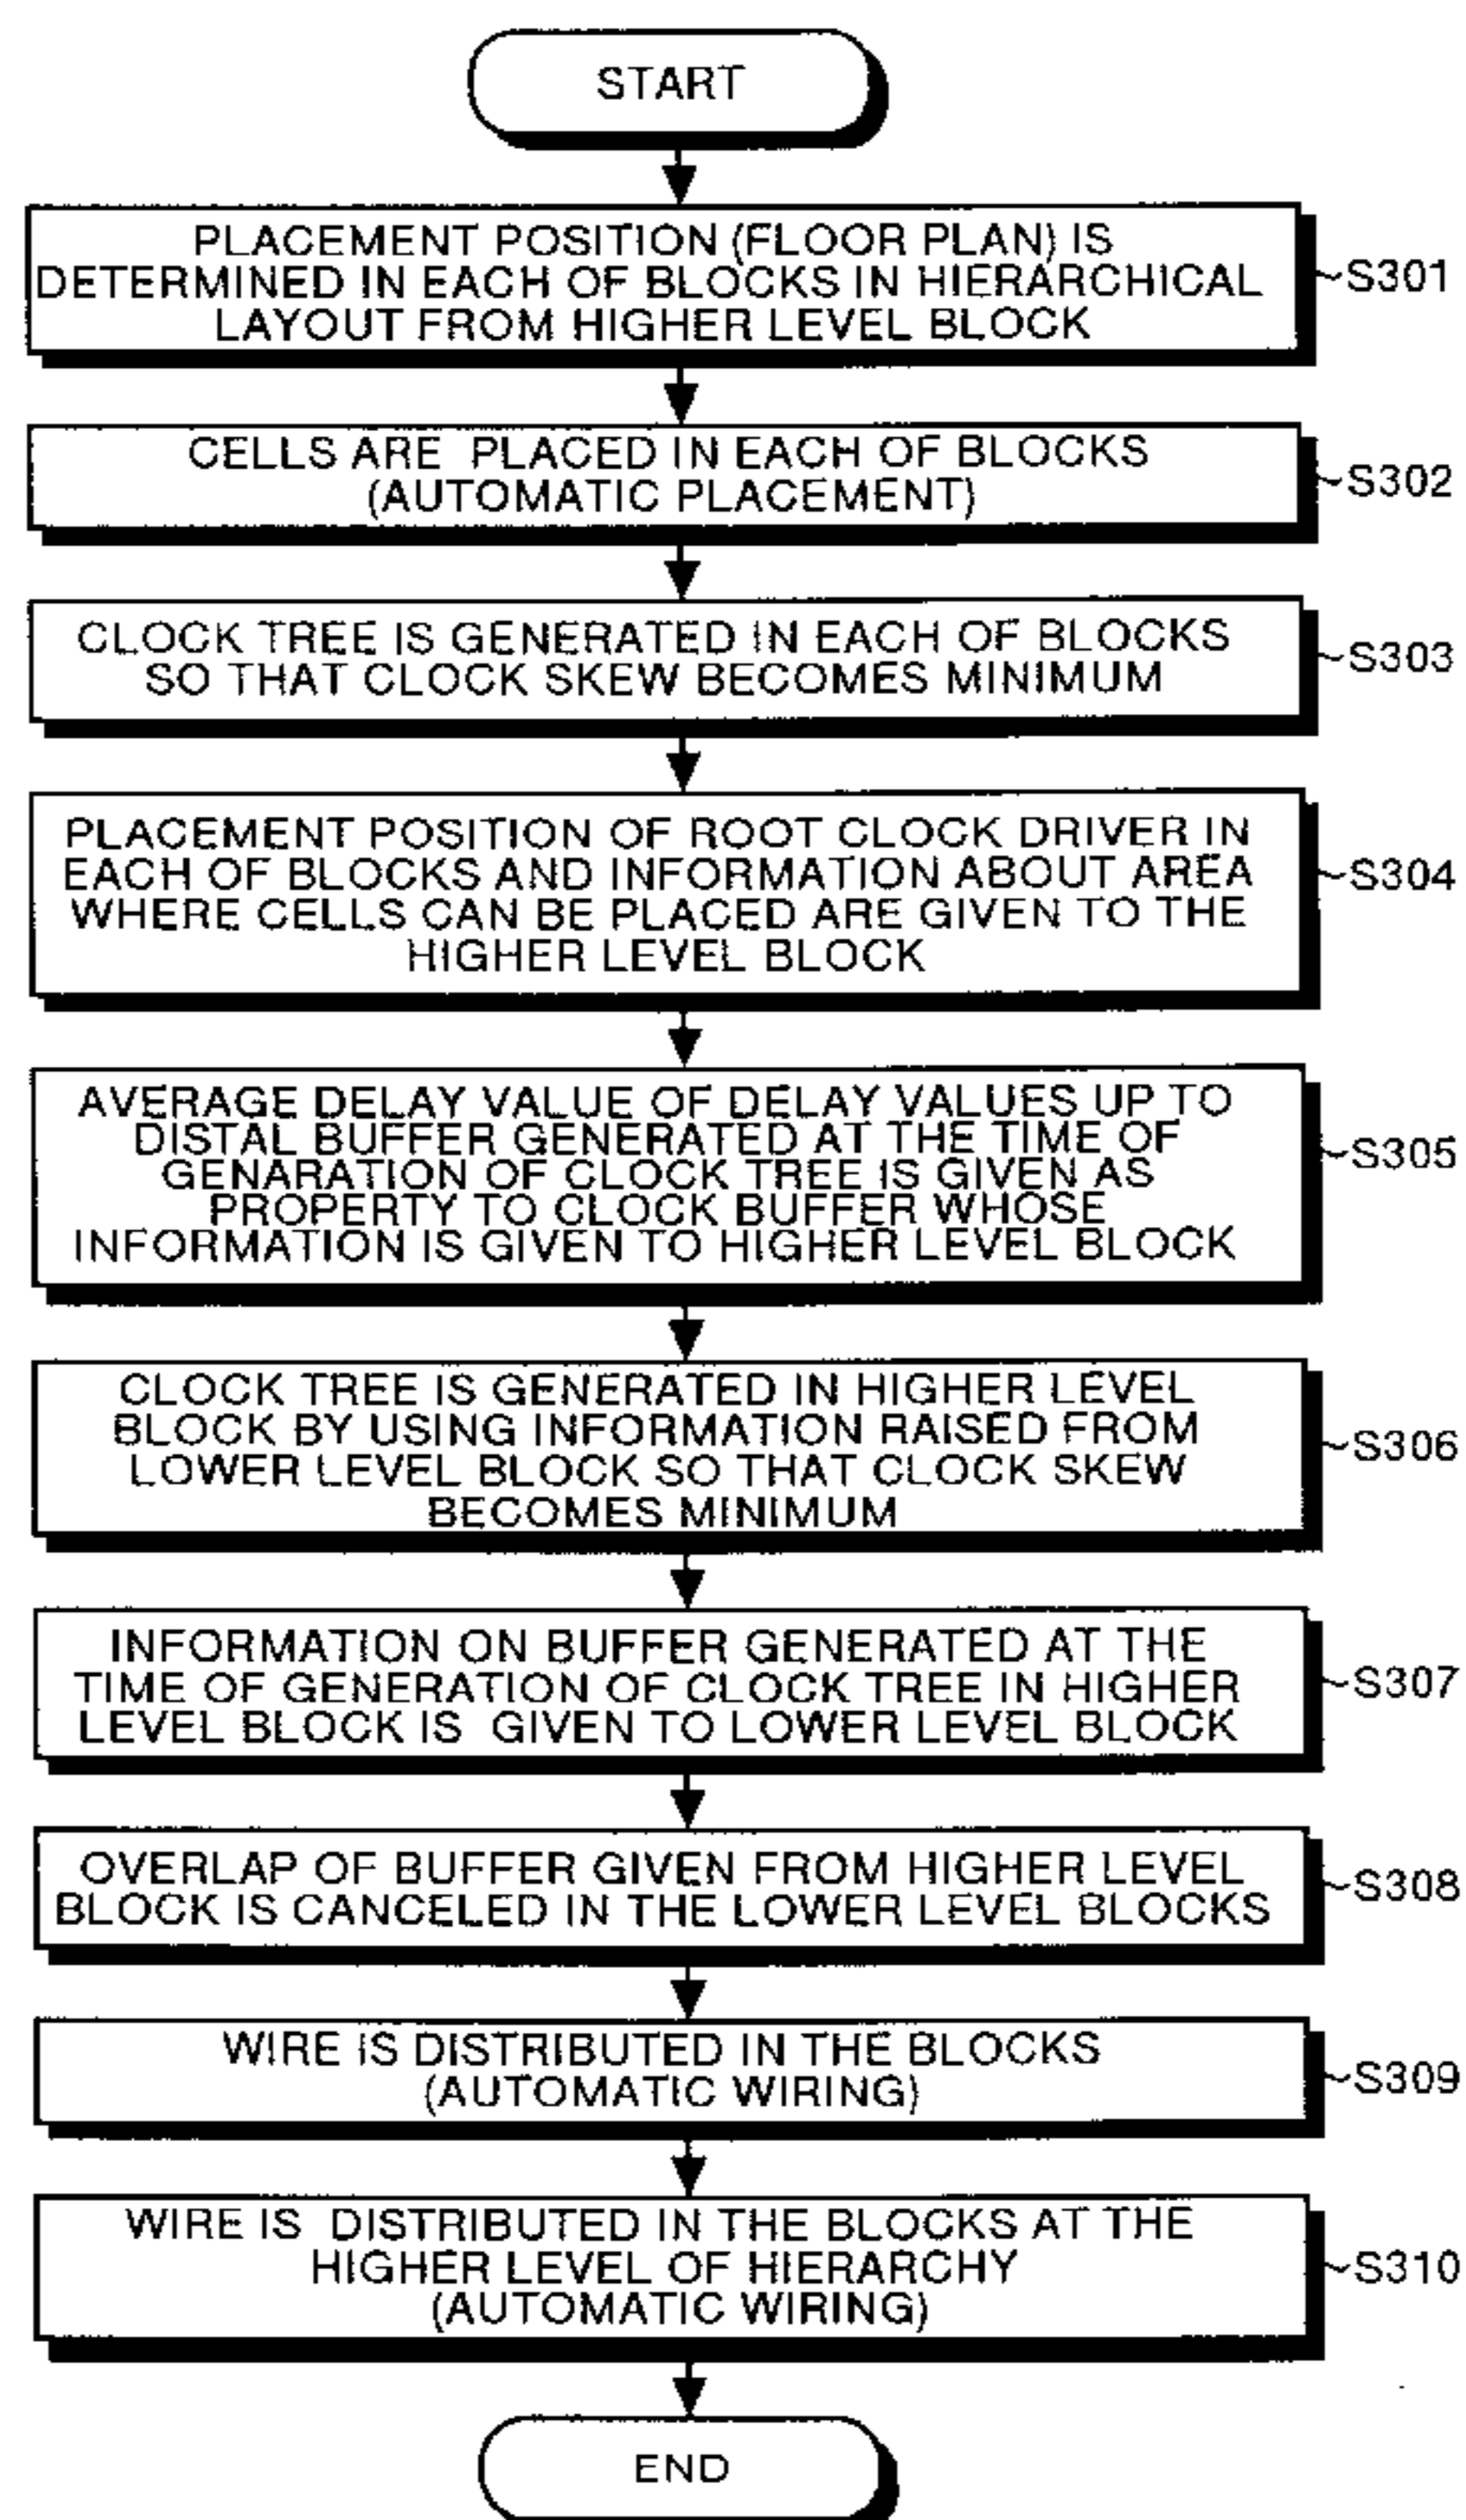 START
PLACEMENT POSITION (FLOOR PLAN) IS
DETERMINED IN EACH OF BLOCKS IN HIERARCHICAL
LAYOUT FROM HIGHER LEVEL BLOCK
S301
CELLS ARE PLACED IN EACH OF BLOCKS
(AUTOMATIC PLACEMENT)
S302
CLOCK TREE IS GENERATED IN EACH OF BLOCKS
SO THAT CLOCK SKEW BECOMES MINIMUM
S303
PLACEMENT POSITION OF ROOT CLOCK DRIVER IN
EACH OF BLOCKS AND INFORMATION ABOUT AREA
WHERE CELLS CAN BE PLACED ARE GIVEN TO THE
HIGHER LEVEL BLOCK
S304
AVERAGE DELAY VALUE OF DELAY VALUES UP TO
DISTAL BUFFER GENERATED AT THE TIME OF
GENARATION OF CLOCK TREE IS GIVEN AS
PROPERTY TO CLOCK BUFFER WHOSE
INFORMATION IS GIVEN TO HIGHER LEVEL BLOCK
S305
CLOCK TREE IS GENERATED IN HIGHER LEVEL
BLOCK BY USING INFORMATION RAISED FROM
LOWER LEVEL BLOCK SO THAT CLOCK SKEW
BECOMES MINIMUM
S306
INFORMATION ON BUFFER GENERATED AT THE
TIME OF GENERATION OF CLOCK TREE IN HIGHER
LEVEL BLOCK IS GIVEN TO LOWER LEVEL BLOCK
S307
OVERLAP OF BUFFER GIVEN FROM HIGHER LEVEL
BLOCK IS CANCELED IN THE LOWER LEVEL BLOCKS
S308
WIRE IS DISTRIBUTED IN THE BLOCKS
(AUTOMATIC WIRING)
S309
WIRE IS DISTRIBUTED IN THE BLOCKS AT THE
HIGHER LEVEL OF HIERARCHY
(AUTOMATIC WIRING)
S310
END